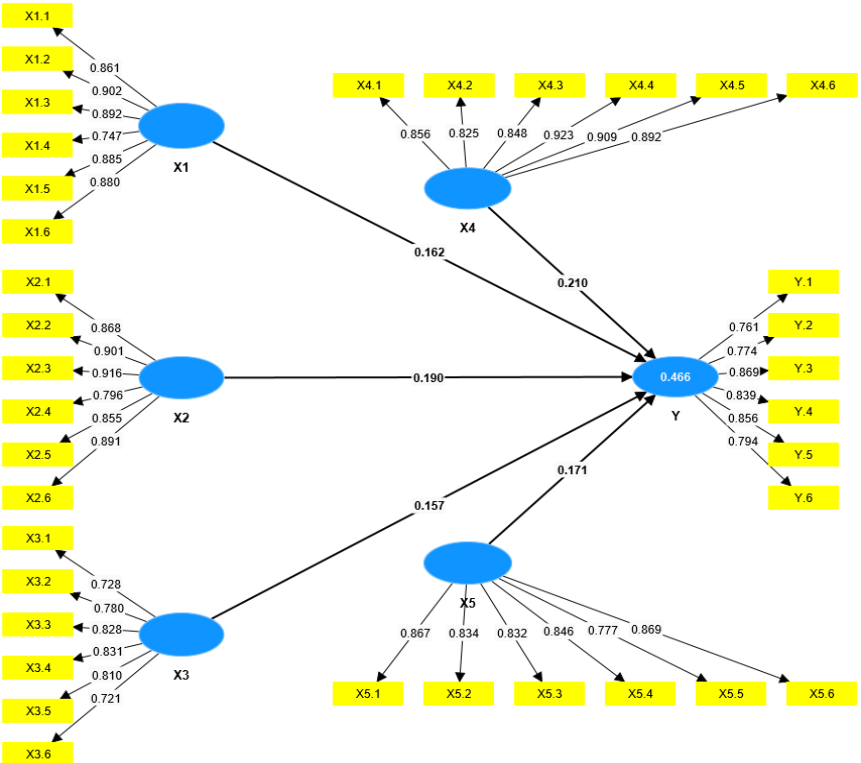 X1.1
X1.2
X1.3
X1.4
X1.5
X1.6
0.861
0.902
0.892
0.747
0.885
0.880
X1
X4.1
X4.2
X4.3
X4.4
X4.5
X4.6
0.856
0.825
0.848
0.923
0.909
0.892
X4
0.162
0.210
X2.1
X2.2
X2.3
X2.4
X2.5
X2.6
0.868
0.901
0.916
0.796
0.855
0.891
X2
0.190
0.466
Y
Y.1
Y.2
Y.3
Y.4
Y.5
Y.6
0.761
0.774
0.869
0.839
0.856
0.794
0.157
0.171
X3.1
X3.2
X3.3
X3.4
X3.5
X3.6
0.728
0.780
0.828
0.831
0.810
0.721
X3
X5
0.867
0.834
0.832
0.846
0.777
0.869
X5.1
X5.2
X5.3
X5.4
X5.5
X5.6